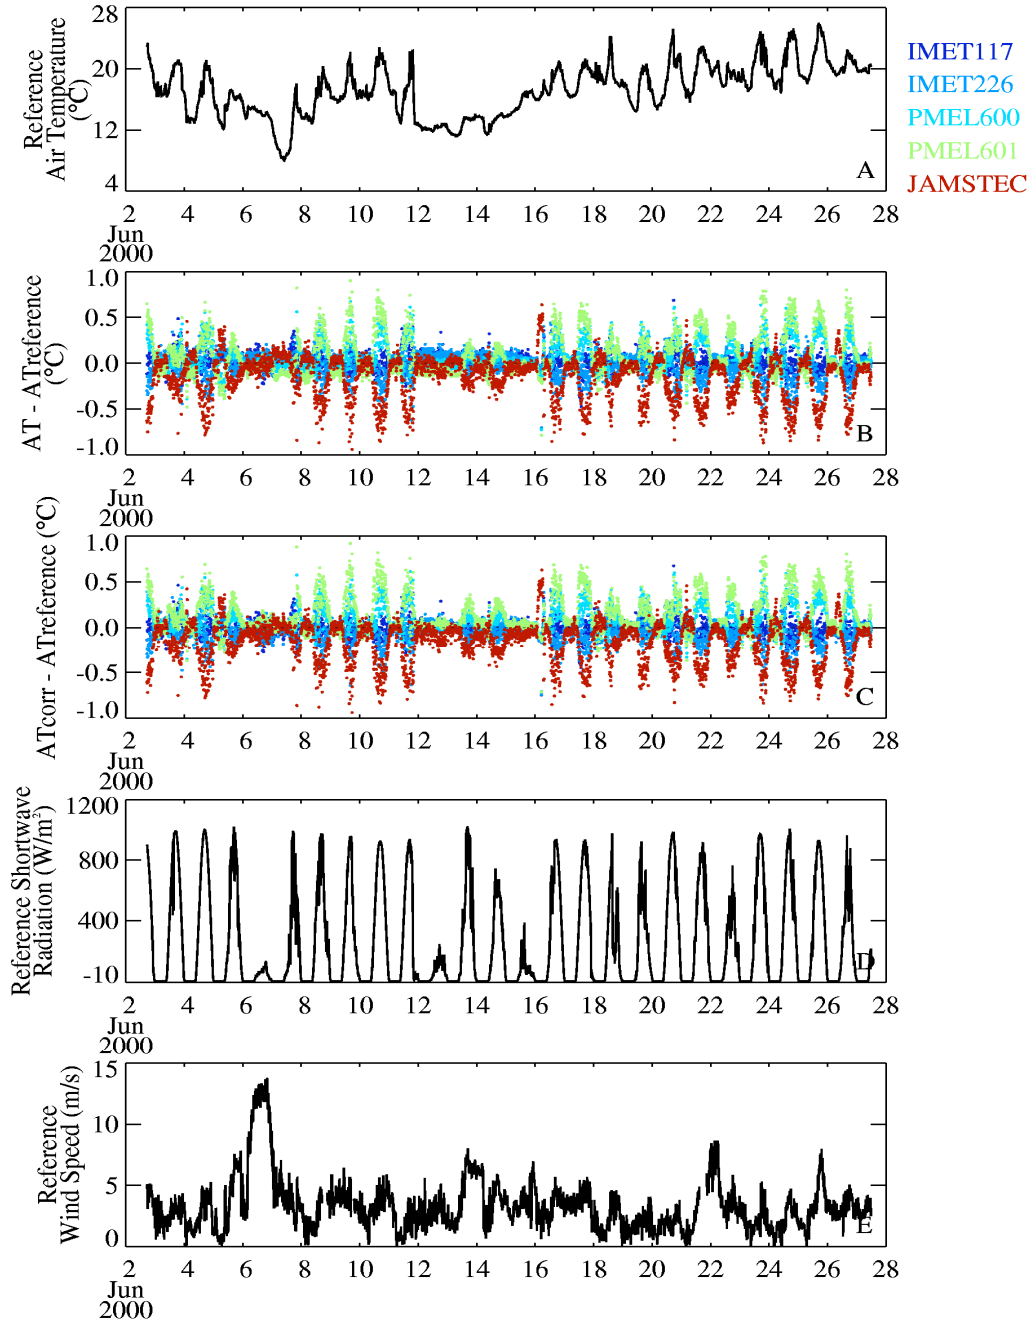 Reference
Air Temperature
(°C)
28
20
12
4
A
2 4 6 8 10 12 14 16 18 20 22 24 26 28
Jun
2000
IMET117
IMET226
PMEL600
PMEL601
JAMSTEC
AT - ATreference
(°C)
1.0
0.5
0.0
-0.5
-1.0
B
2 4 6 8 10 12 14 16 18 20 22 24 26 28
Jun
2000
ATcorr - ATreference (°C)
1.0
0.5
0.0
-0.5
-1.0
C
2 4 6 8 10 12 14 16 18 20 22 24 26 28
Jun
2000
Reference Shortwave
Radiation (W/m²)
1200
800
400
-10
D
2 4 6 8 10 12 14 16 18 20 22 24 26 28
Jun
2000
Reference
Wind Speed (m/s)
15
10
5
0
E
2 4 6 8 10 12 14 16 18 20 22 24 26 28
Jun
2000